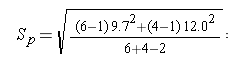 S_p = √( ((6−1) 9.7² + (4−1) 12.0²) / (6+4−2) ) :